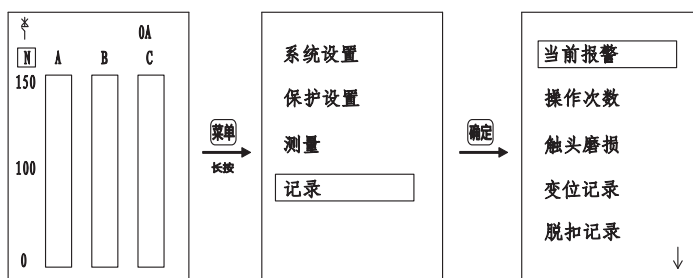 0A
N A B C
150
100
0
菜单
长按
系统设置
保护设置
测量
记录
确定
当前报警
操作次数
触头磨损
变位记录
脱扣记录